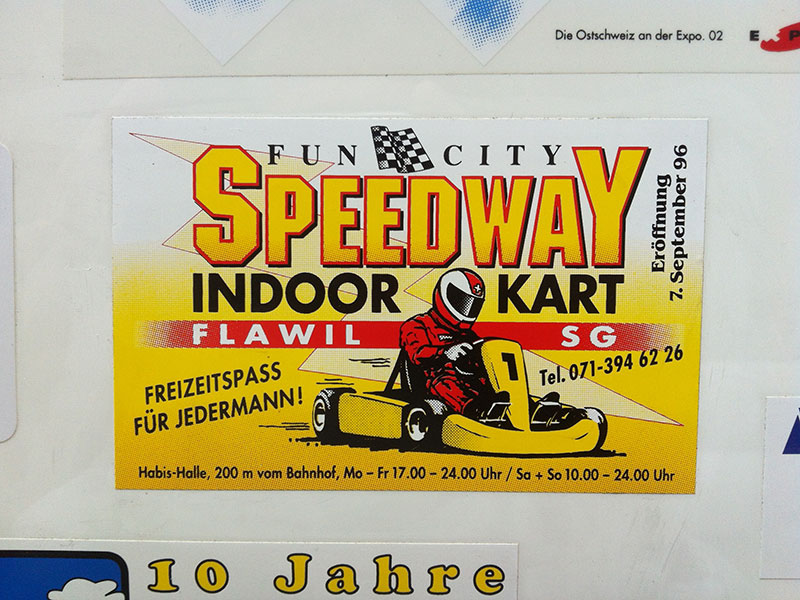 Die Ostschweiz an der Expo. 02
FUN CITY
SPEEDWAY
INDOOR KART
FLAWIL SG
Eröffnung
7. September 96
1
Tel. 071-394 62 26
FREIZEITSPASS
FÜR JEDERMANN!
Habis-Halle, 200 m vom Bahnhof, Mo – Fr 17.00 – 24.00 Uhr / Sa + So 10.00 – 24.00 Uhr
10 Jahre